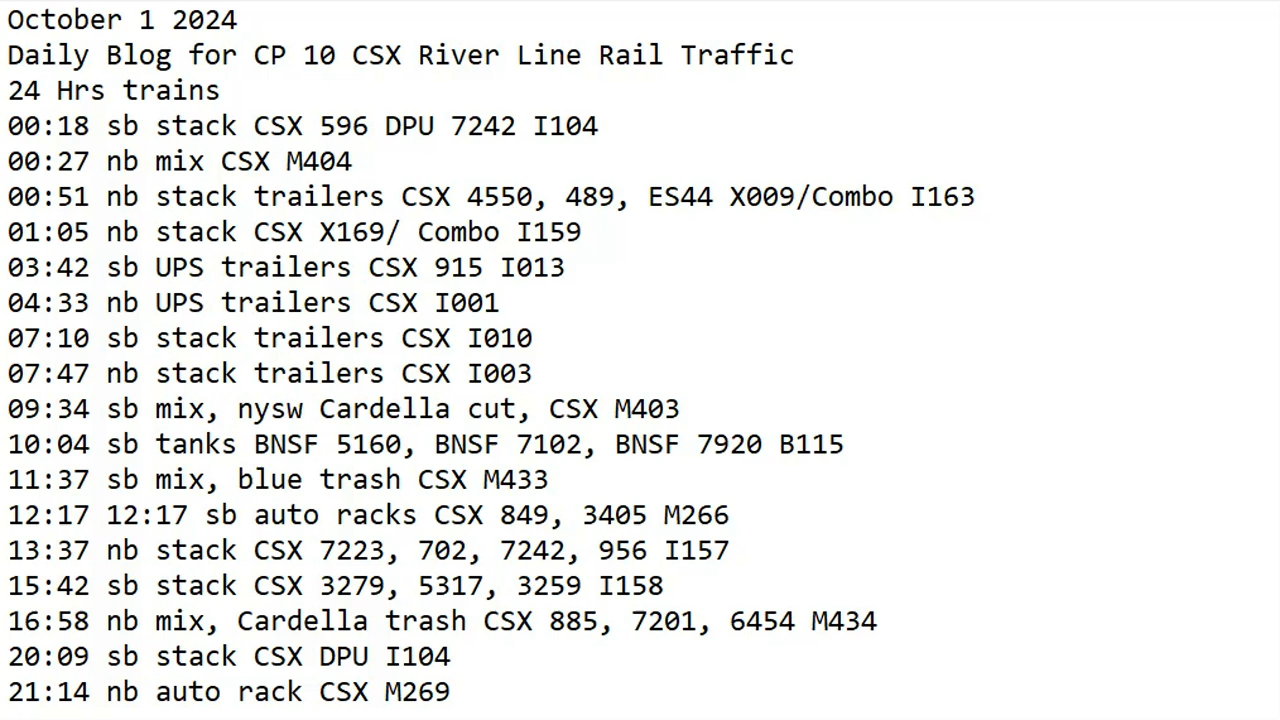 October 1 2024
Daily Blog for CP 10 CSX River Line Rail Traffic
24 Hrs trains
00:18 sb stack CSX 596 DPU 7242 I104
00:27 nb mix CSX M404
00:51 nb stack trailers CSX 4550, 489, ES44 X009/Combo I163
01:05 nb stack CSX X169/ Combo I159
03:42 sb UPS trailers CSX 915 I013
04:33 nb UPS trailers CSX I001
07:10 sb stack trailers CSX I010
07:47 nb stack trailers CSX I003
09:34 sb mix, nysw Cardella cut, CSX M403
10:04 sb tanks BNSF 5160, BNSF 7102, BNSF 7920 B115
11:37 sb mix, blue trash CSX M433
12:17 12:17 sb auto racks CSX 849, 3405 M266
13:37 nb stack CSX 7223, 702, 7242, 956 I157
15:42 sb stack CSX 3279, 5317, 3259 I158
16:58 nb mix, Cardella trash CSX 885, 7201, 6454 M434
20:09 sb stack CSX DPU I104
21:14 nb auto rack CSX M269